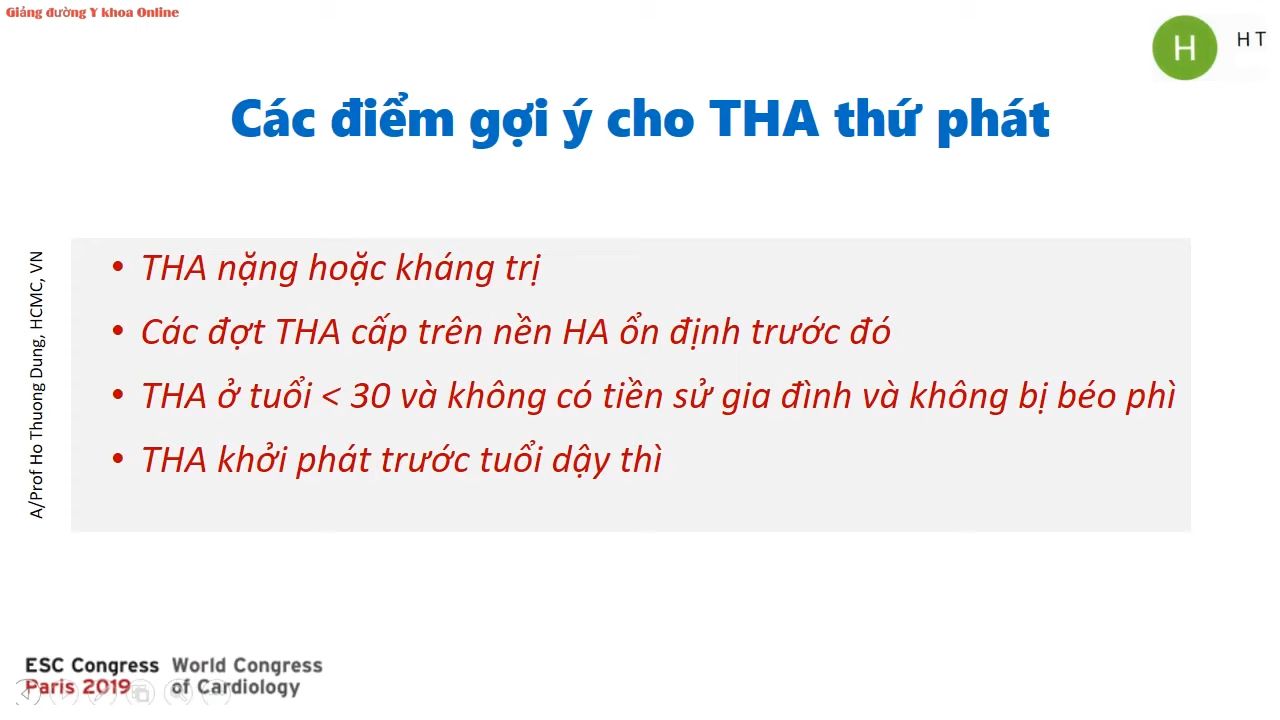 Giảng đường Y khoa Online
H
H T
Các điểm gợi ý cho THA thứ phát
A/Prof Ho Thuong Dung, HCMC, VN
• THA nặng hoặc kháng trị
• Các đợt THA cấp trên nền HA ổn định trước đó
• THA ở tuổi < 30 và không có tiền sử gia đình và không bị béo phì
• THA khởi phát trước tuổi dậy thì
ESC Congress World Congress
Paris 2019 of Cardiology